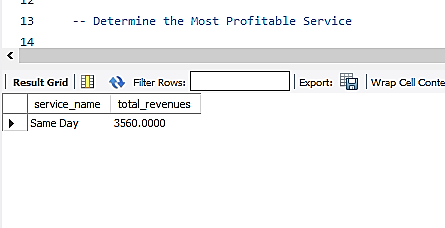 12
13 -- Determine the Most Profitable Service
14
Result Grid Filter Rows: Export: Wrap Cell Conte
service_name total_revenues
Same Day 3560.0000